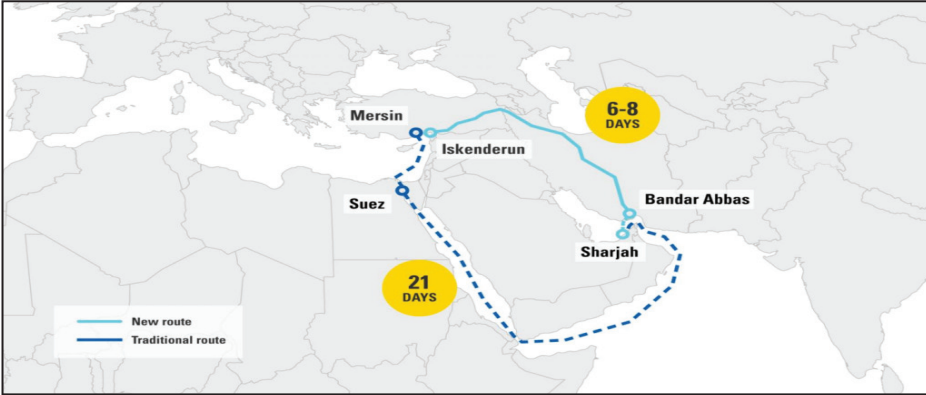 6-8
DAYS
Mersin
Iskenderun
Bandar Abbas
Suez
Sharjah
21
DAYS
New route
Traditional route